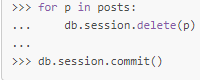 >>> for p in posts:
...     db.session.delete(p)
...
>>> db.session.commit()